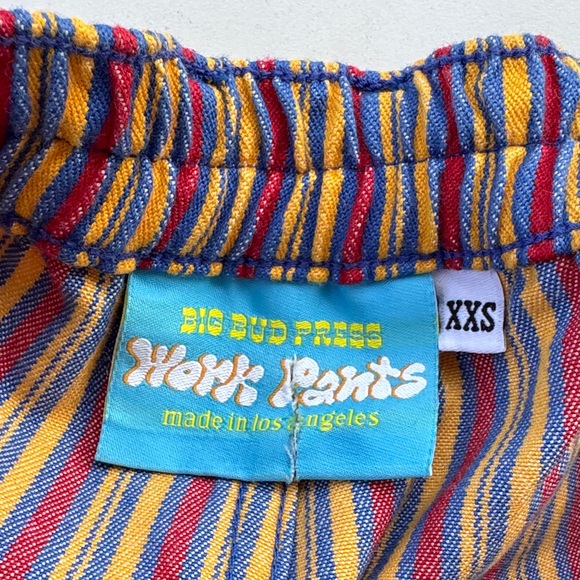 BIG BUD PRESS
Work Pants
made in los angeles
XXS